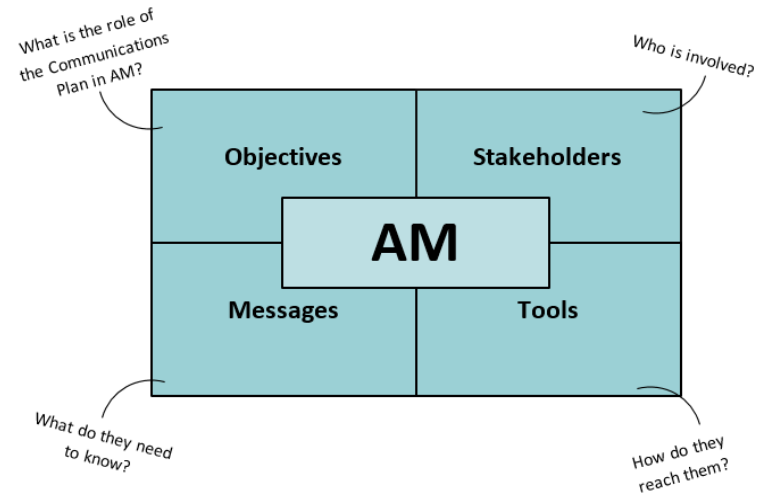 What is the role of
the Communications
Plan in AM?
Who is involved?
Objectives
Stakeholders
AM
Messages
Tools
What do they need
to know?
How do they
reach them?